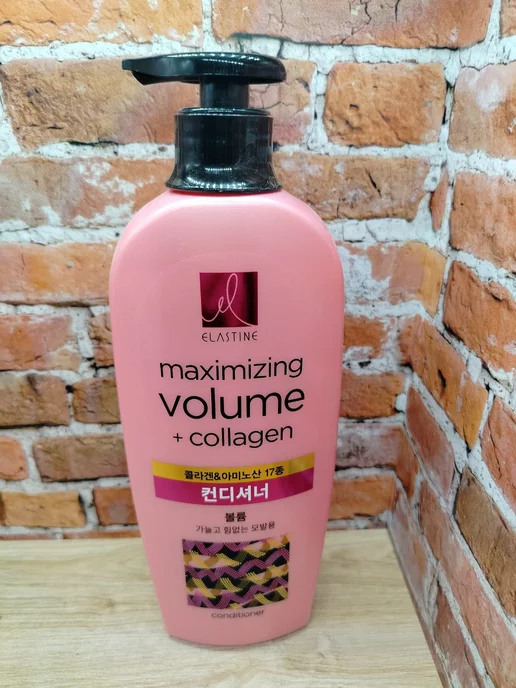 el
ELASTINE
maximizing
volume
+ collagen
콜라겐&아미노산 17종
컨디셔너
볼륨
가늘고 힘없는 모발용
conditioner